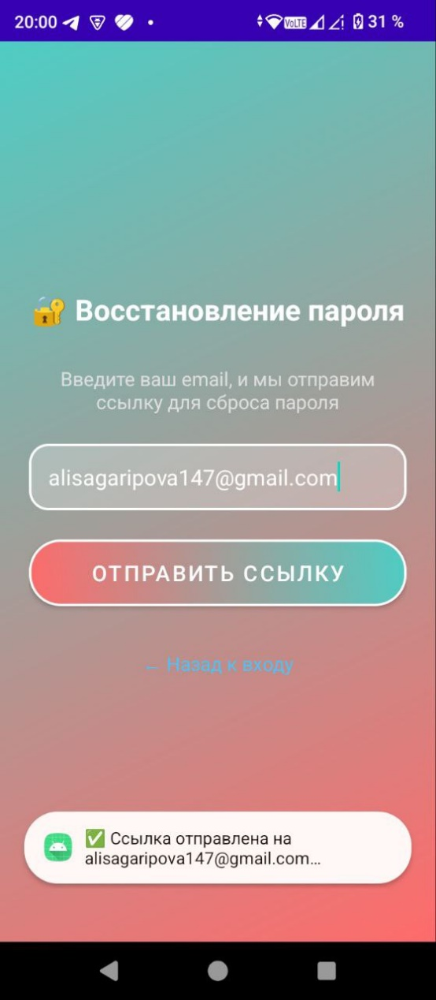 20:00 VoLTE 31 %
🔐 Восстановление пароля
Введите ваш email, и мы отправим
ссылку для сброса пароля
alisagaripova147@gmail.com
ОТПРАВИТЬ ССЫЛКУ
← Назад к входу
✅ Ссылка отправлена на
alisagaripova147@gmail.com…